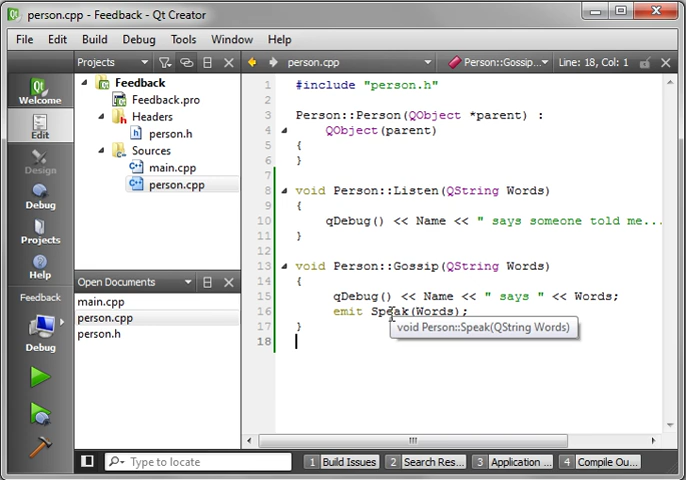 person.cpp - Feedback - Qt Creator
File Edit Build Debug Tools Window Help
Projects person.cpp Person::Gossip... Line: 18, Col: 1
Welcome
Edit
Design
Debug
Projects
Help
Feedback
Debug
Feedback
Feedback.pro
Headers
person.h
Sources
main.cpp
person.cpp
Open Documents
main.cpp
person.cpp
person.h
1 #include "person.h"
2
3 Person::Person(QObject *parent) :
4 QObject(parent)
5 {
6 }
7
8 void Person::Listen(QString Words)
9 {
10 qDebug() << Name << " says someone told me...
11 }
12
13 void Person::Gossip(QString Words)
14 {
15 qDebug() << Name << " says " << Words;
16 emit Speak(Words);
17 }
18
void Person::Speak(QString Words)
Type to locate 1 Build Issues 2 Search Res... 3 Application ... 4 Compile Ou...